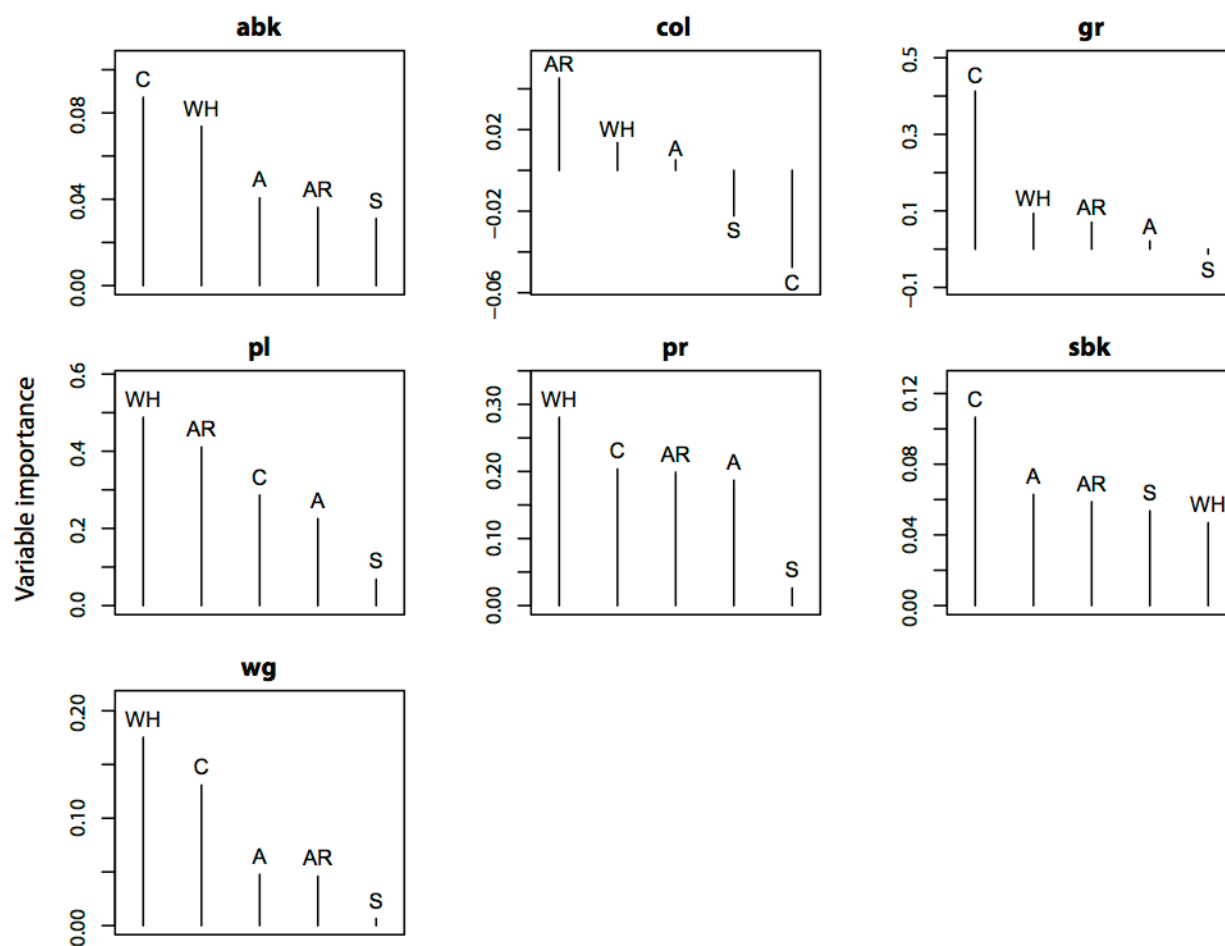 abk
col
gr
C
WH
A
AR
S
0.00
0.04
0.08
AR
WH
A
S
C
−0.06
−0.02
0.02
C
WH
AR
A
S
−0.1
0.1
0.3
0.5
Variable importance
pl
pr
sbk
WH
AR
C
A
S
0.0
0.2
0.4
0.6
WH
C
AR
A
S
0.00
0.10
0.20
0.30
C
A
AR
S
WH
0.00
0.04
0.08
0.12
wg
WH
C
A
AR
S
0.00
0.10
0.20